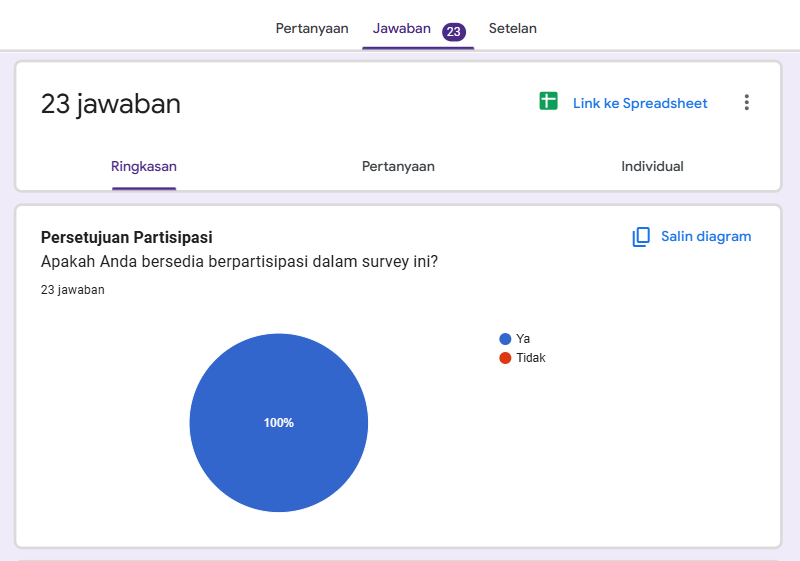 Pertanyaan Jawaban 23 Setelan
23 jawaban
Link ke Spreadsheet
Ringkasan Pertanyaan Individual
Persetujuan Partisipasi
Salin diagram
Apakah Anda bersedia berpartisipasi dalam survey ini?
23 jawaban
Ya
Tidak
100%